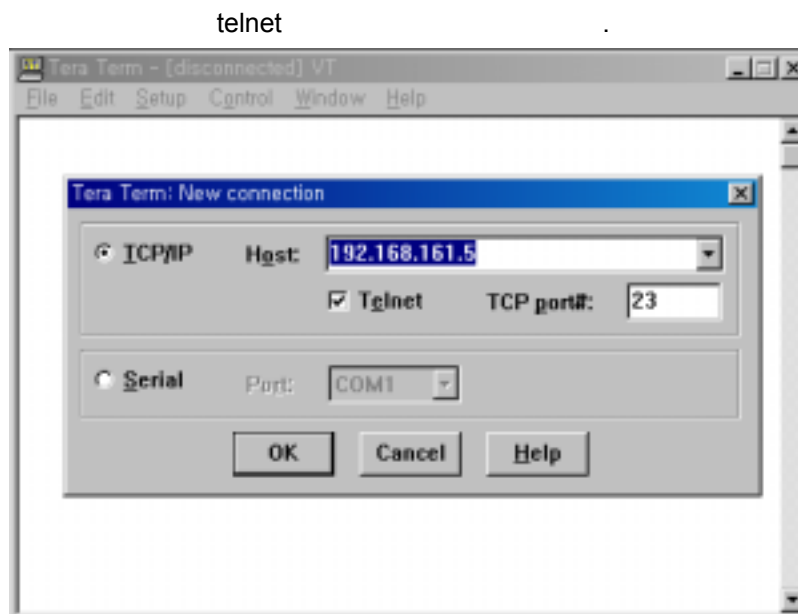 telnet .
Tera Term - [disconnected] VT
File Edit Setup Control Window Help
Tera Term: New connection
TCP/IP Host: 192.168.161.5
Telnet TCP port#: 23
Serial Port: COM1
OK Cancel Help